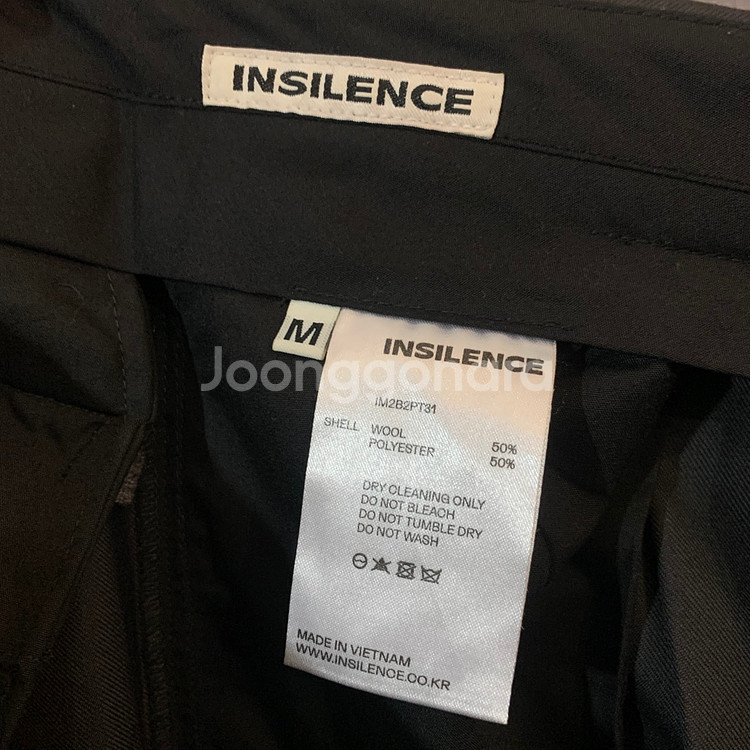 INSILENCE
M
INSILENCE
Joonggonara
IM2B2PT31
SHELL WOOL 50%
POLYESTER 50%
DRY CLEANING ONLY
DO NOT BLEACH
DO NOT TUMBLE DRY
DO NOT WASH
MADE IN VIETNAM
WWW.INSILENCE.CO.KR